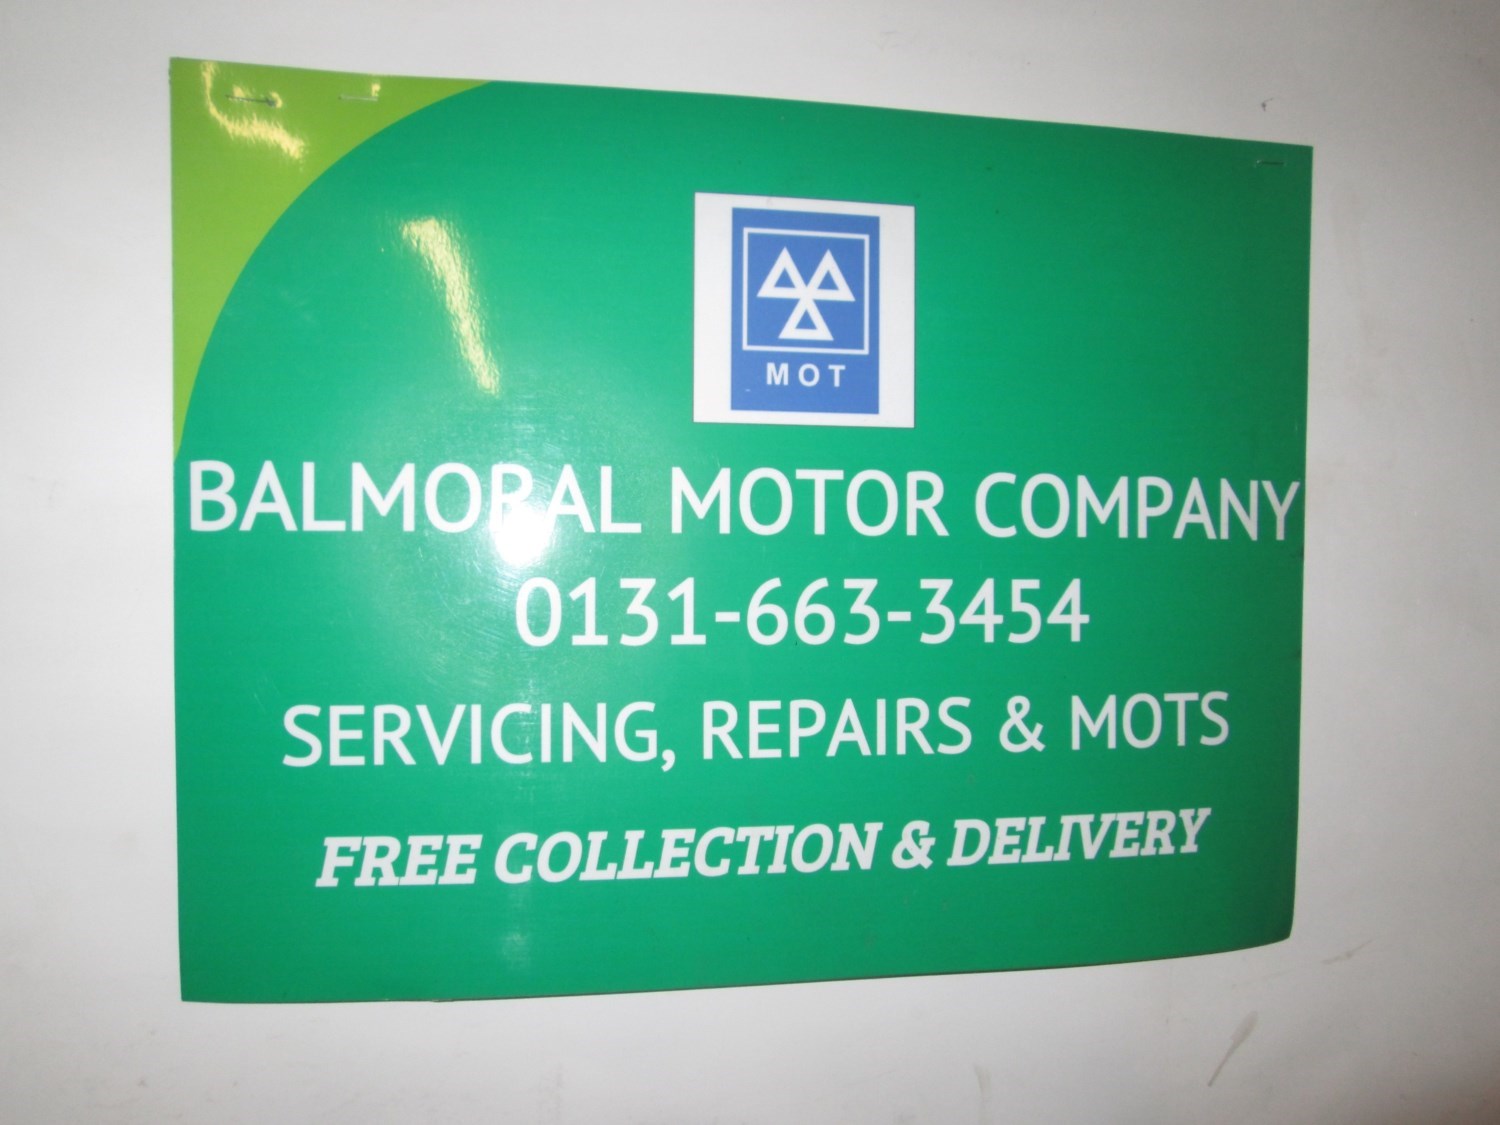 MOT
BALMORAL MOTOR COMPANY
0131-663-3454
SERVICING, REPAIRS & MOTS
FREE COLLECTION & DELIVERY